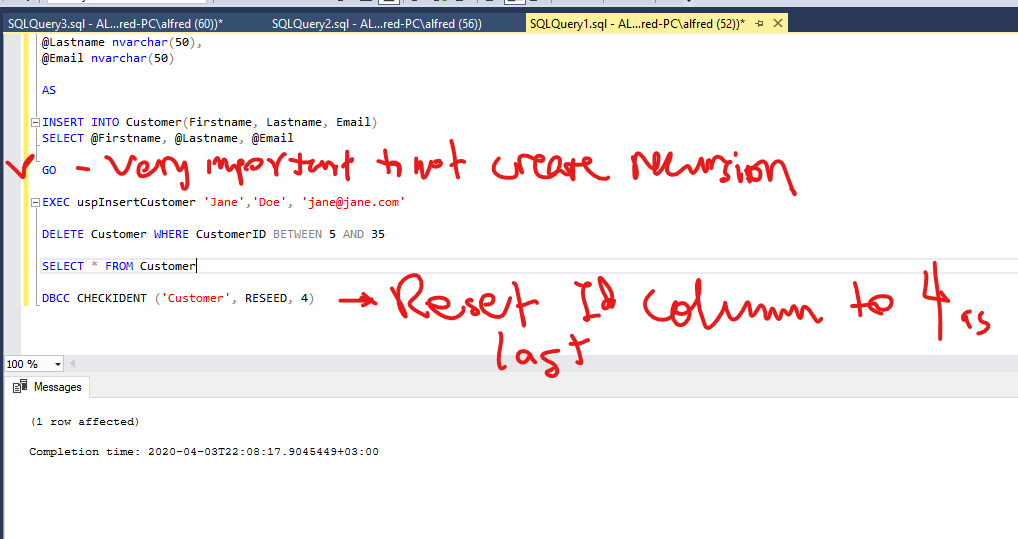 SQLQuery3.sql - AL...red-PC\alfred (60))* SQLQuery2.sql - AL...red-PC\alfred (56)) SQLQuery1.sql - AL...red-PC\alfred (52))*
@Lastname nvarchar(50),
@Email nvarchar(50)
AS
INSERT INTO Customer(Firstname, Lastname, Email)
SELECT @Firstname, @Lastname, @Email
GO - very important to not create recursion
EXEC uspInsertCustomer 'Jane','Doe', 'jane@jane.com'
DELETE Customer WHERE CustomerID BETWEEN 5 AND 35
SELECT * FROM Customer
DBCC CHECKIDENT ('Customer', RESEED, 4) → Reset Id column to 4 as
last
100 %
Messages
(1 row affected)
Completion time: 2020-04-03T22:08:17.9045449+03:00